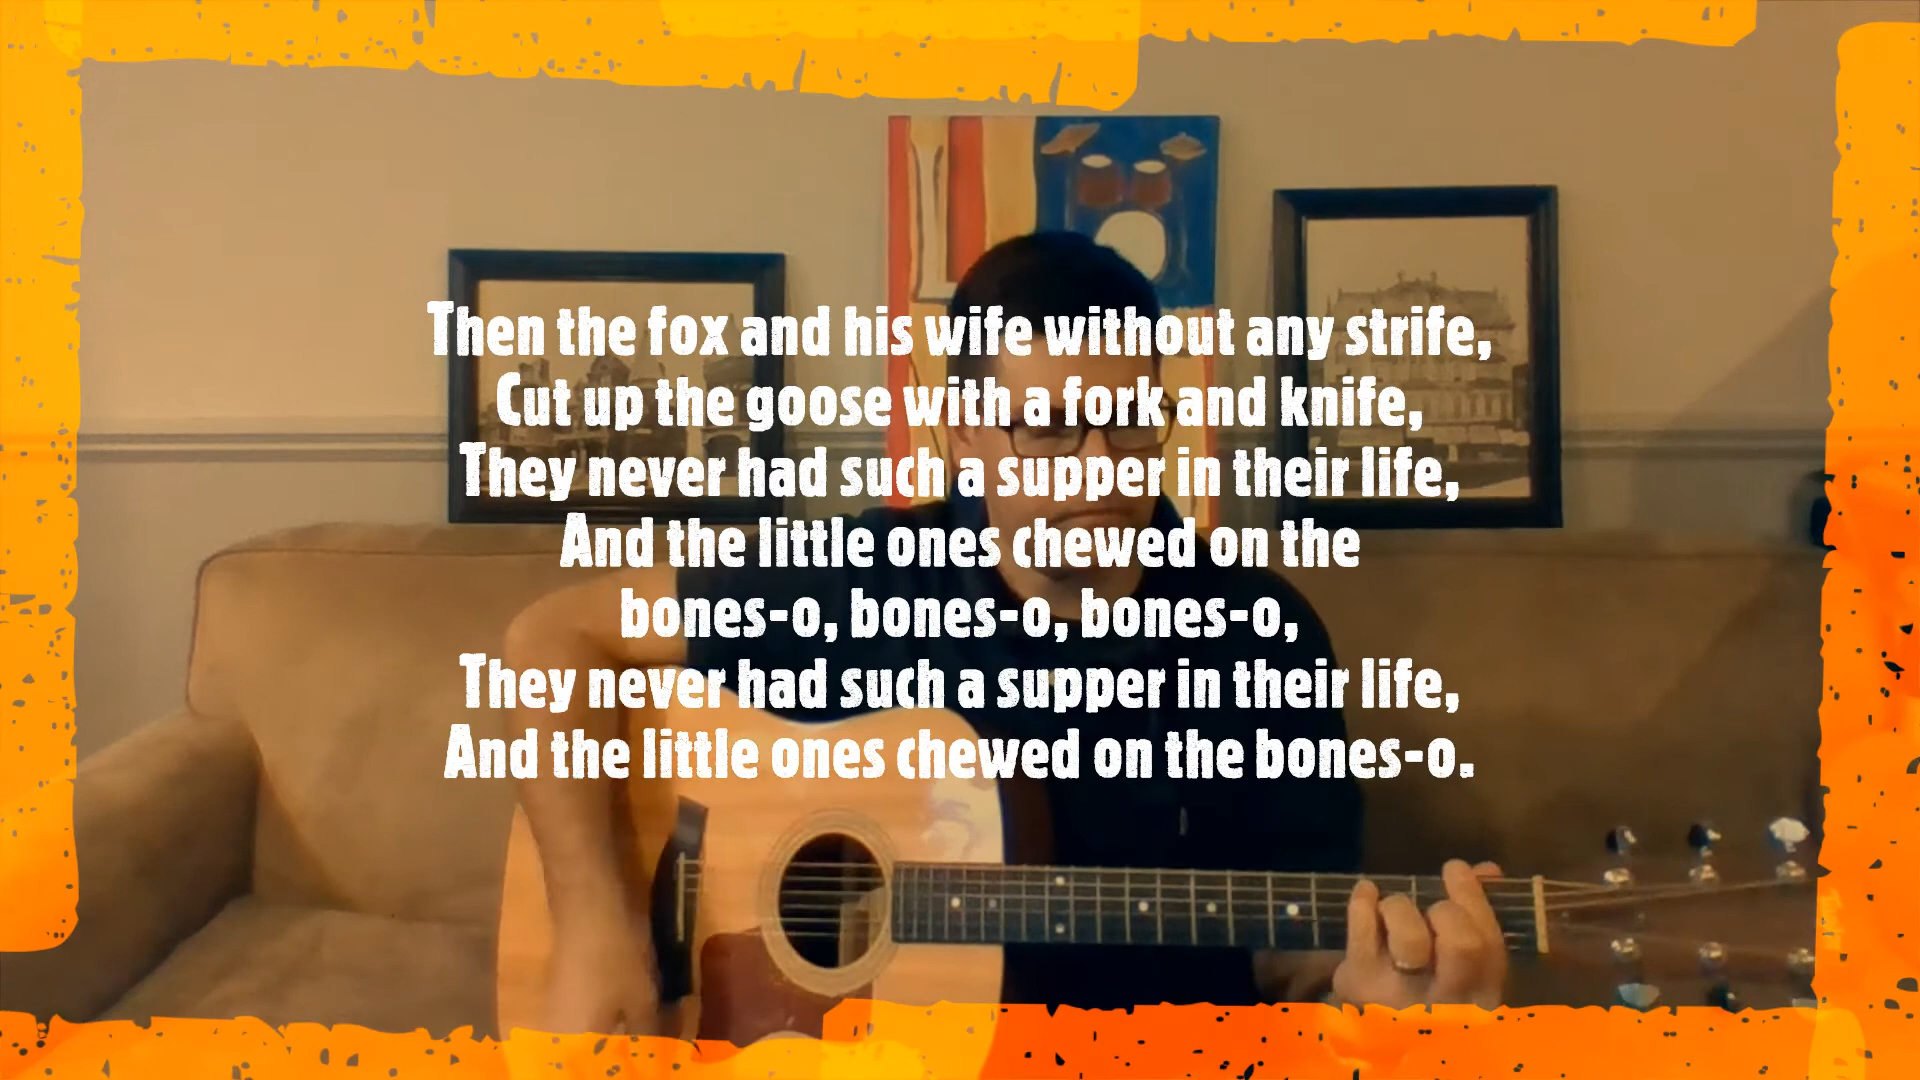 Then the fox and his wife without any strife,
Cut up the goose with a fork and knife,
They never had such a supper in their life,
And the little ones chewed on the
bones-o, bones-o, bones-o,
They never had such a supper in their life,
And the little ones chewed on the bones-o.